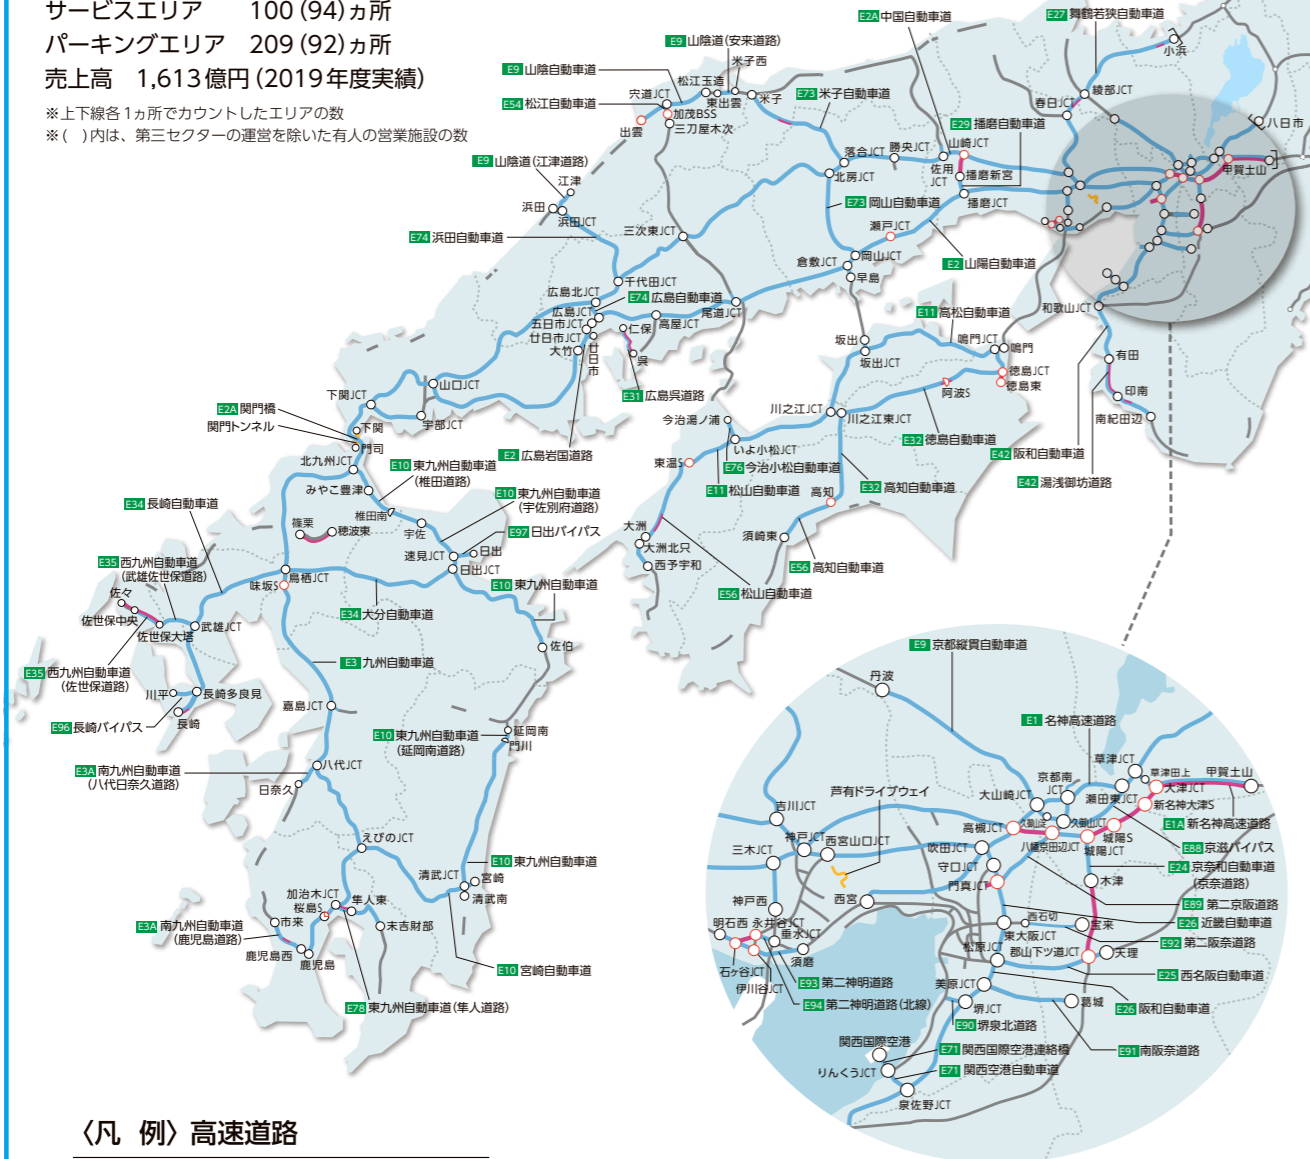 サービスエリア 100(94)ヵ所
パーキングエリア 209(92)ヵ所
売上高 1,613億円(2019年度実績)
※上下線各1ヵ所でカウントしたエリアの数
※( )内は、第三セクターの運営を除いた有人の営業施設の数
E2A 中国自動車道
E27 舞鶴若狭自動車道
小浜
E9 山陰道(安来道路)
米子西
E9 山陰自動車道
松江玉造
東出雲
米子
E73 米子自動車道
綾部JCT
春日JCT
宍道JCT
E54 松江自動車道
加茂BSS
出雲
三刀屋木次
E29 播磨自動車道
八日市
甲賀土山
E9 山陰道(江津道路)
江津
落合JCT
勝央JCT
山崎JCT
佐用JCT
播磨新宮
北房JCT
播磨JCT
浜田
浜田JCT
E73 岡山自動車道
瀬戸JCT
E74 浜田自動車道
三次東JCT
岡山JCT
倉敷JCT
早島
E2 山陽自動車道
千代田JCT
広島北JCT
E74 広島自動車道
広島JCT
五日市JCT
廿日市JCT
大竹
廿日市
仁保
呉
高屋JCT
尾道JCT
和歌山JCT
E11 高松自動車道
坂出
坂出JCT
鳴門JCT
鳴門
徳島JCT
徳島東
阿波S
有田
印南
南紀田辺
山口JCT
下関JCT
宇部JCT
E31 広島呉道路
E2A 関門橋
関門トンネル
下関
門司
今治湯ノ浦
川之江JCT
川之江東JCT
E32 徳島自動車道
E42 阪和自動車道
いよ小松JCT
北九州JCT
E10 東九州自動車道
(椎田道路)
E2 広島岩国道路
東温S
E76 今治小松自動車道
E42 湯浅御坊道路
みやこ豊津
E11 松山自動車道
高知
E32 高知自動車道
E34 長崎自動車道
E10 東九州自動車道
(宇佐別府道路)
椎田南
宇佐
篠栗
穂波東
E97 日出バイパス
大洲
大洲北只
西予宇和
須崎東
速見JCT
日出
日出JCT
E35 西九州自動車道
(武雄佐世保道路)
鳥栖JCT
味坂S
E10 東九州自動車道
E56 高知自動車道
E56 松山自動車道
佐々
佐世保中央
佐世保大塔
武雄JCT
E34 大分自動車道
佐伯
E35 西九州自動車道
(佐世保道路)
E3 九州自動車道
川平
長崎多良見
嘉島JCT
E96 長崎バイパス
長崎
E10 東九州自動車道
(延岡南道路)
延岡南
門川
E3A 南九州自動車道
(八代日奈久道路)
八代JCT
日奈久
えびのJCT
E10 東九州自動車道
清武JCT
宮崎
清武南
加治木JCT
桜島S
隼人東
末吉財部
市来
E3A 南九州自動車道
(鹿児島道路)
鹿児島西
鹿児島
E10 宮崎自動車道
E78 東九州自動車道(隼人道路)
E9 京都縦貫自動車道
丹波
E1 名神高速道路
草津JCT
草津田上
甲賀土山
京都南JCT
大津JCT
芦有ドライブウェイ
大山崎JCT
瀬田東JCT
新名神大津S
吉川JCT
久御山淀
久御山JCT
E1A 新名神高速道路
高槻JCT
城陽S
神戸JCT
西宮山口JCT
八幡京田辺JCT
城陽JCT
E88 京滋バイパス
三木JCT
吹田JCT
守口JCT
E24 京奈和自動車道
(京奈道路)
門真JCT
木津
神戸西
西宮
E89 第二京阪道路
西石切
宝来
E26 近畿自動車道
明石西
永井谷JCT
垂水JCT
東大阪JCT
E92 第二阪奈道路
松原JCT
郡山下ツ道JCT
天理
須磨
石ヶ谷JCT
伊川谷JCT
E93 第二神明道路
E25 西名阪自動車道
美原JCT
E94 第二神明道路(北線)
堺JCT
葛城
E26 阪和自動車道
E90 堺泉北道路
関西国際空港
E71 関西国際空港連絡橋
E91 南阪奈道路
りんくうJCT
E71 関西空港自動車道
泉佐野JCT
〈凡 例〉高速道路